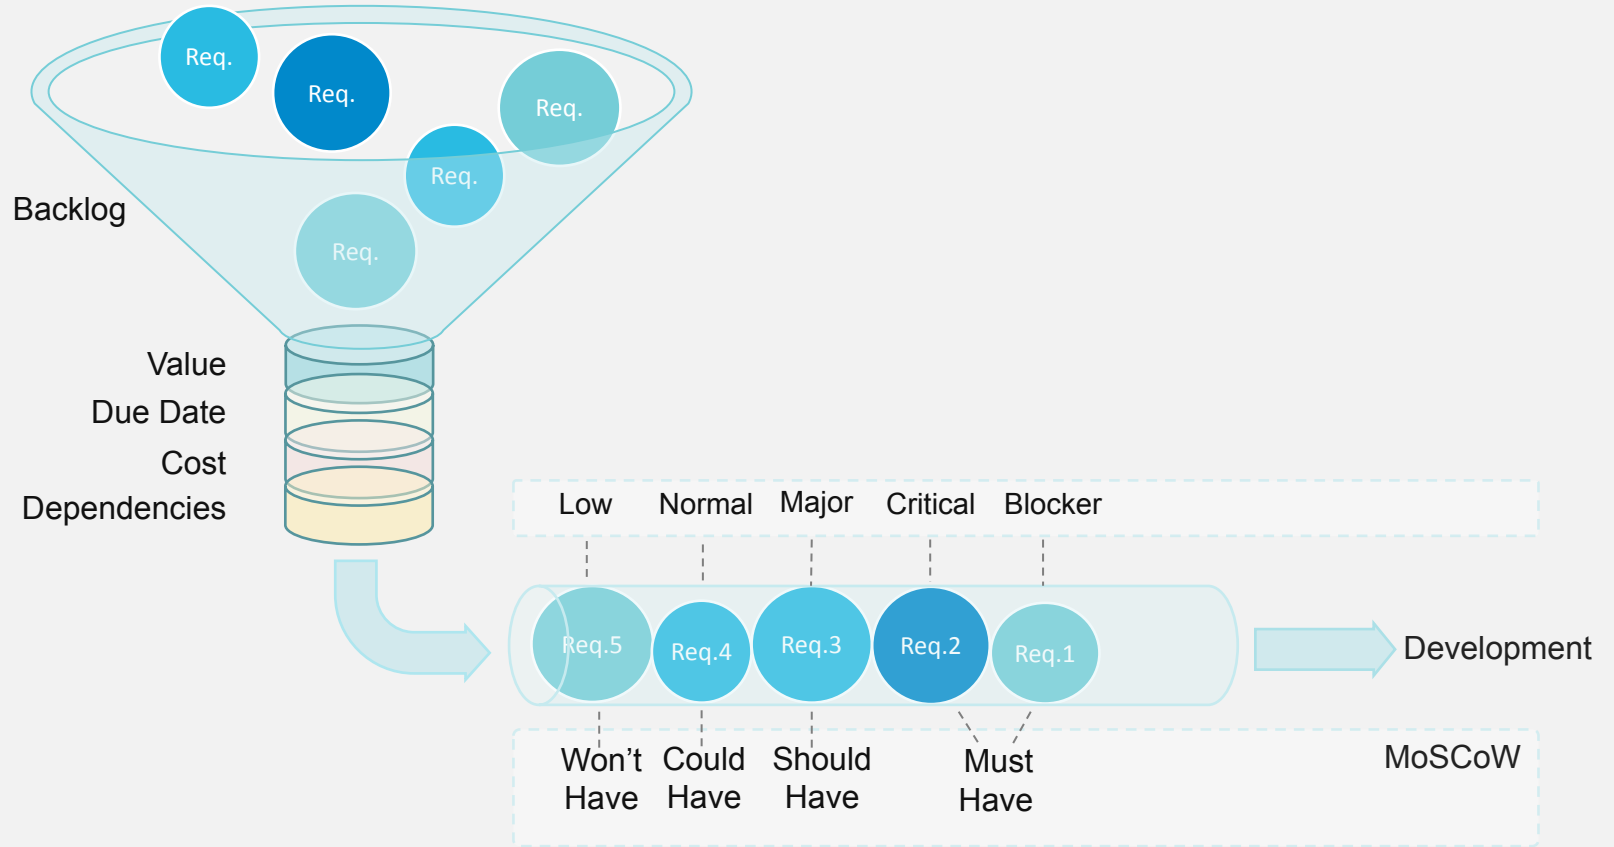 Req.
Req.
Req.
Req.
Req.
Backlog
Value
Due Date
Cost
Dependencies
Low Normal Major Critical Blocker
Req.5 Req.4 Req.3 Req.2 Req.1
Development
Won't Could Should Must
Have Have Have Have
MoSCoW